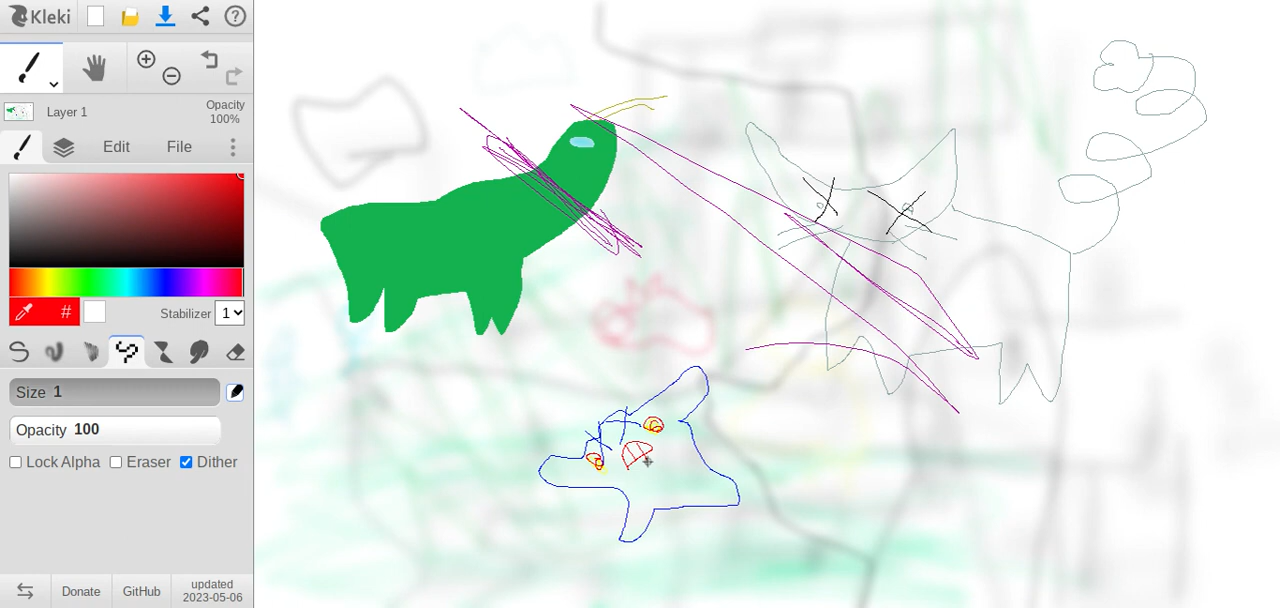 Kleki
Layer 1
Opacity
100%
Edit
File
#
Stabilizer
1
Size 1
Opacity 100
Lock Alpha
Eraser
Dither
Donate
GitHub
updated
2023-05-06